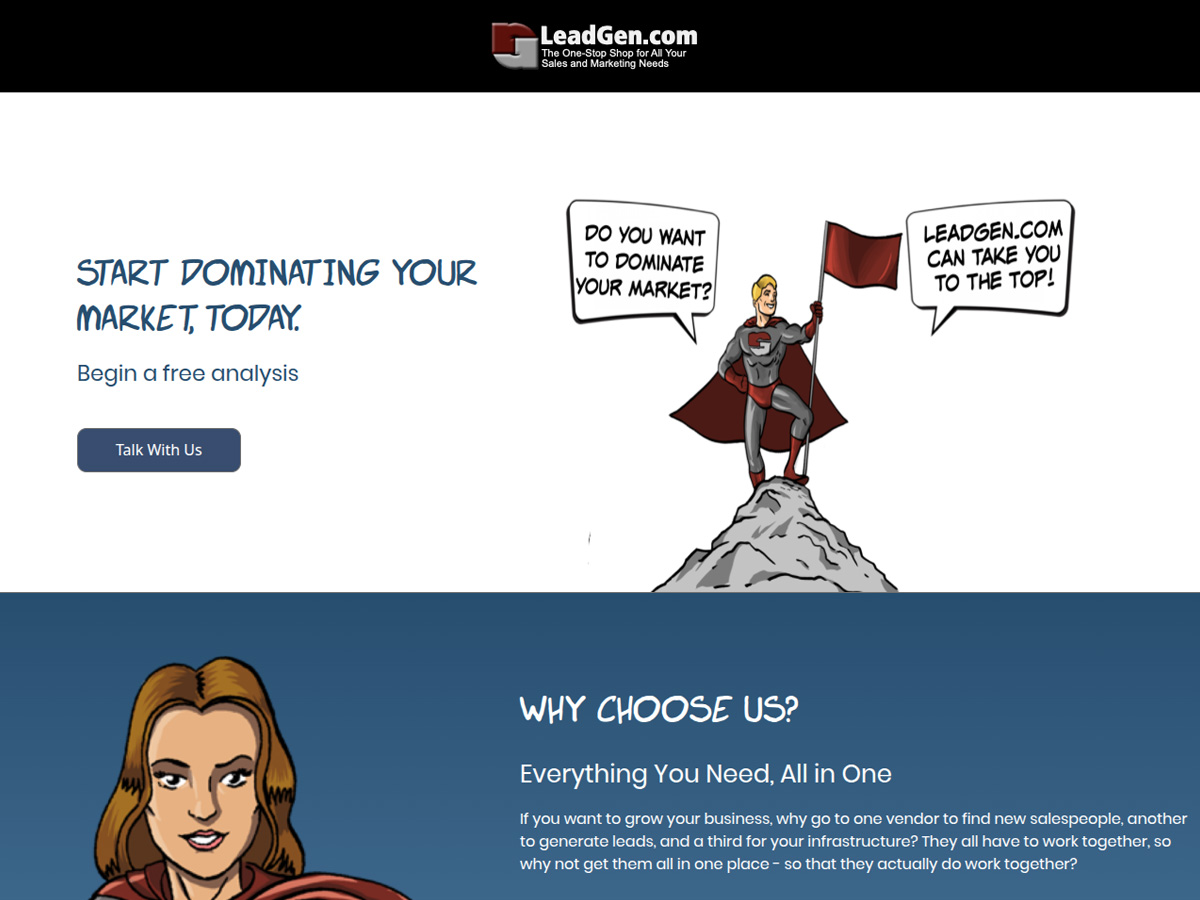 LeadGen.com
The One-Stop Shop for All Your
Sales and Marketing Needs
START DOMINATING YOUR
MARKET, TODAY.
Begin a free analysis
Talk With Us
DO YOU WANT
TO DOMINATE
YOUR MARKET?
LEADGEN.COM
CAN TAKE YOU
TO THE TOP!
WHY CHOOSE US?
Everything You Need, All in One
If you want to grow your business, why go to one vendor to find new salespeople, another
to generate leads, and a third for your infrastructure? They all have to work together, so
why not get them all in one place - so that they actually do work together?